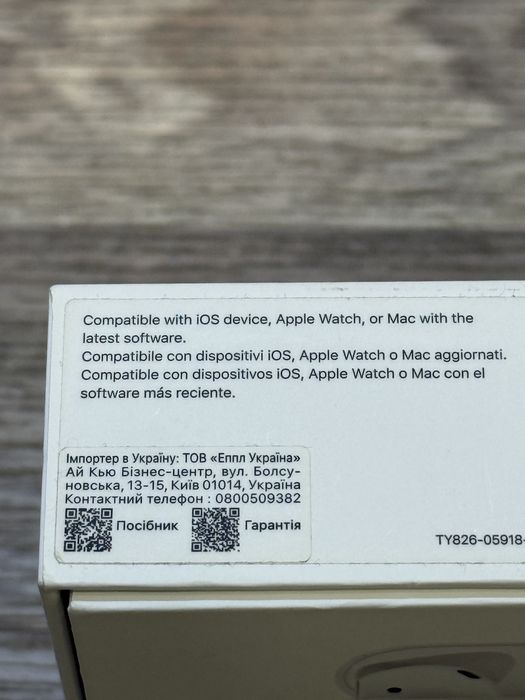 Compatible with iOS device, Apple Watch, or Mac with the
latest software.
Compatibile con dispositivi iOS, Apple Watch o Mac aggiornati.
Compatible con dispositivos iOS, Apple Watch o Mac con el
software más reciente.
Імпортер в Україну: ТОВ «Еппл Україна»
Ай Кью Бізнес-центр, вул. Болсу-
новська, 13-15, Київ 01014, Україна
Контактний телефон : 0800509382
Посібник
Гарантія
TY826-05918-